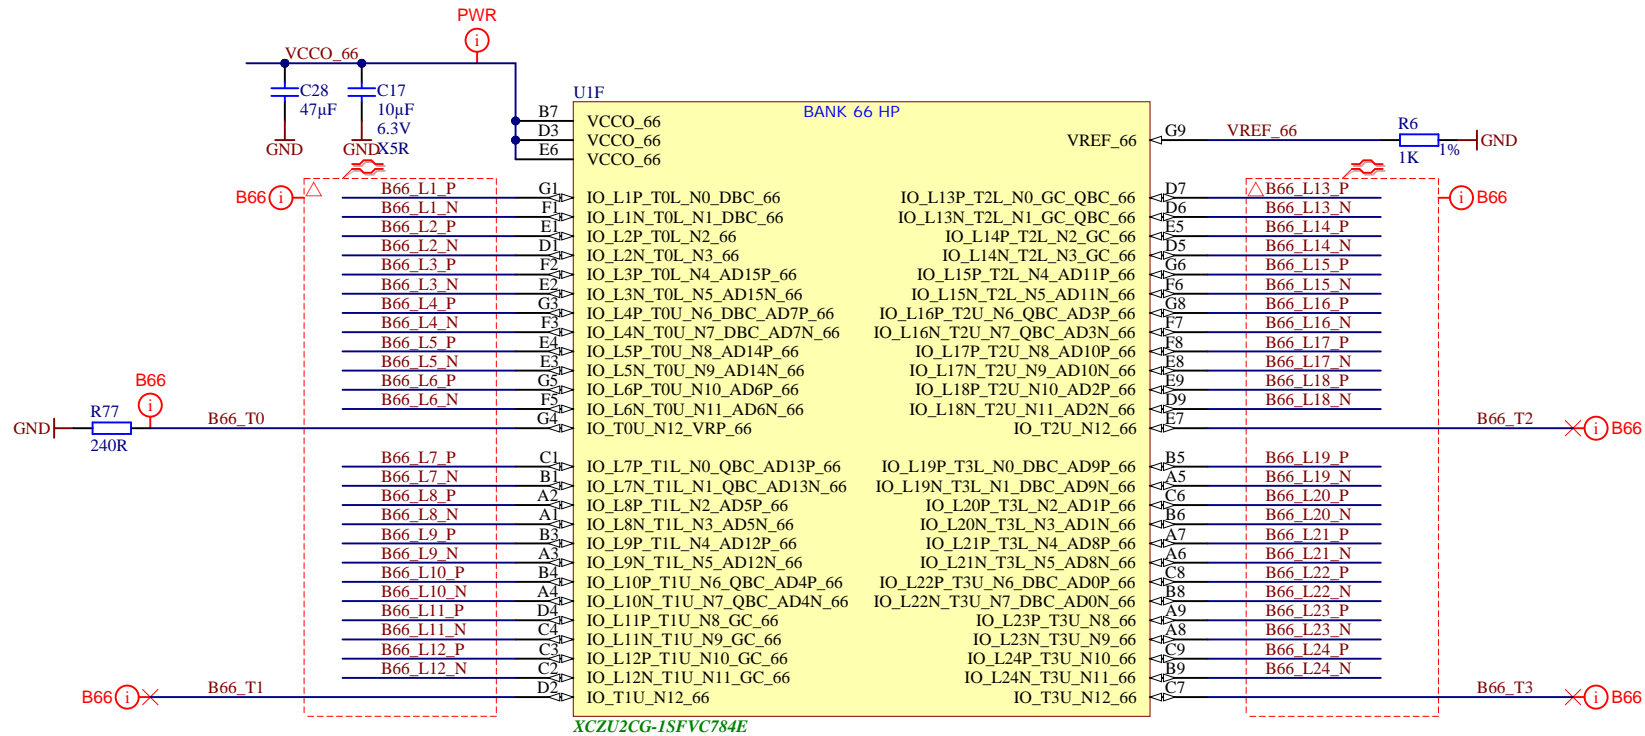 PWR
VCCO_66
C28
47µF
GND
C17
10µF
6.3V
X5R
GND
U1F
BANK 66 HP
B7 VCCO_66
D3 VCCO_66
E6 VCCO_66
VREF_66 G9 VREF_66
R6
1K
1%
GND
B66
B66_L1_P G1 IO_L1P_T0L_N0_DBC_66
B66_L1_N F1 IO_L1N_T0L_N1_DBC_66
B66_L2_P E1 IO_L2P_T0L_N2_66
B66_L2_N D1 IO_L2N_T0L_N3_66
B66_L3_P F2 IO_L3P_T0L_N4_AD15P_66
B66_L3_N E2 IO_L3N_T0L_N5_AD15N_66
B66_L4_P G3 IO_L4P_T0U_N6_DBC_AD7P_66
B66_L4_N F3 IO_L4N_T0U_N7_DBC_AD7N_66
B66_L5_P E4 IO_L5P_T0U_N8_AD14P_66
B66_L5_N E3 IO_L5N_T0U_N9_AD14N_66
B66_L6_P G5 IO_L6P_T0U_N10_AD6P_66
B66_L6_N F5 IO_L6N_T0U_N11_AD6N_66
B66
GND
R77
240R
B66_T0 G4 IO_T0U_N12_VRP_66
B66_L7_P C1 IO_L7P_T1L_N0_QBC_AD13P_66
B66_L7_N B1 IO_L7N_T1L_N1_QBC_AD13N_66
B66_L8_P A2 IO_L8P_T1L_N2_AD5P_66
B66_L8_N A1 IO_L8N_T1L_N3_AD5N_66
B66_L9_P B3 IO_L9P_T1L_N4_AD12P_66
B66_L9_N A3 IO_L9N_T1L_N5_AD12N_66
B66_L10_P B4 IO_L10P_T1U_N6_QBC_AD4P_66
B66_L10_N A4 IO_L10N_T1U_N7_QBC_AD4N_66
B66_L11_P D4 IO_L11P_T1U_N8_GC_66
B66_L11_N C4 IO_L11N_T1U_N9_GC_66
B66_L12_P C3 IO_L12P_T1U_N10_GC_66
B66_L12_N C2 IO_L12N_T1U_N11_GC_66
B66 B66_T1 D2 IO_T1U_N12_66
IO_L13P_T2L_N0_GC_QBC_66 D7 B66_L13_P
B66
IO_L13N_T2L_N1_GC_QBC_66 D6 B66_L13_N
IO_L14P_T2L_N2_GC_66 E5 B66_L14_P
IO_L14N_T2L_N3_GC_66 D5 B66_L14_N
IO_L15P_T2L_N4_AD11P_66 G6 B66_L15_P
IO_L15N_T2L_N5_AD11N_66 F6 B66_L15_N
IO_L16P_T2U_N6_QBC_AD3P_66 G8 B66_L16_P
IO_L16N_T2U_N7_QBC_AD3N_66 F7 B66_L16_N
IO_L17P_T2U_N8_AD10P_66 F8 B66_L17_P
IO_L17N_T2U_N9_AD10N_66 E8 B66_L17_N
IO_L18P_T2U_N10_AD2P_66 E9 B66_L18_P
IO_L18N_T2U_N11_AD2N_66 D9 B66_L18_N
IO_T2U_N12_66 E7 B66_T2 B66
IO_L19P_T3L_N0_DBC_AD9P_66 B5 B66_L19_P
IO_L19N_T3L_N1_DBC_AD9N_66 A5 B66_L19_N
IO_L20P_T3L_N2_AD1P_66 C6 B66_L20_P
IO_L20N_T3L_N3_AD1N_66 B6 B66_L20_N
IO_L21P_T3L_N4_AD8P_66 A7 B66_L21_P
IO_L21N_T3L_N5_AD8N_66 A6 B66_L21_N
IO_L22P_T3U_N6_DBC_AD0P_66 C8 B66_L22_P
IO_L22N_T3U_N7_DBC_AD0N_66 B8 B66_L22_N
IO_L23P_T3U_N8_66 A9 B66_L23_P
IO_L23N_T3U_N9_66 A8 B66_L23_N
IO_L24P_T3U_N10_66 C9 B66_L24_P
IO_L24N_T3U_N11_66 B9 B66_L24_N
IO_T3U_N12_66 C7 B66_T3 B66
XCZU2CG-1SFVC784E